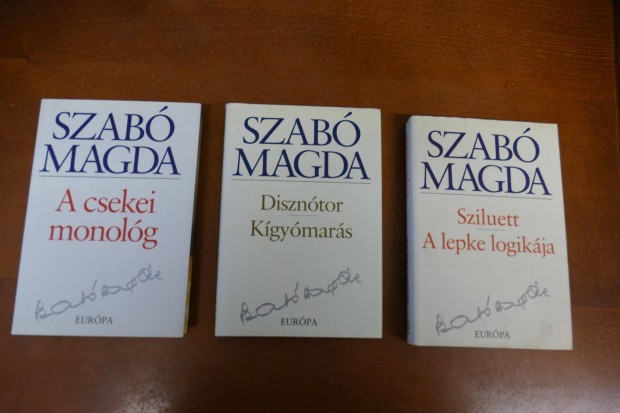 SZABÓ
MAGDA
A csekei
monológ
EURÓPA
SZABÓ
MAGDA
Disznótor
Kígyómarás
EURÓPA
SZABÓ
MAGDA
Sziluett
A lepke logikája
EURÓPA